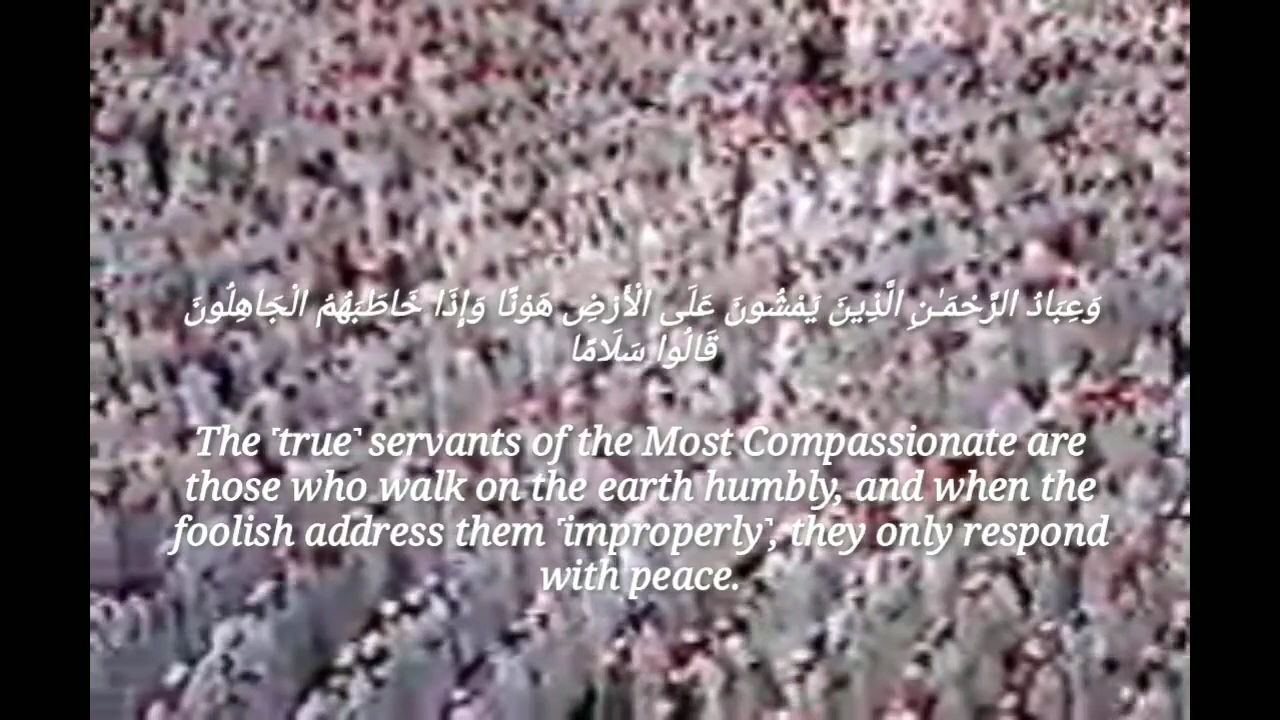 وَعِبَادُ الرَّحْمَـٰنِ الَّذِينَ يَمْشُونَ عَلَى الْأَرْضِ هَوْنًا وَإِذَا خَاطَبَهُمُ الْجَاهِلُونَ
قَالُوا سَلَامًا
The ˹true˺ servants of the Most Compassionate are
those who walk on the earth humbly, and when the
foolish address them ˹improperly˺, they only respond
with peace.